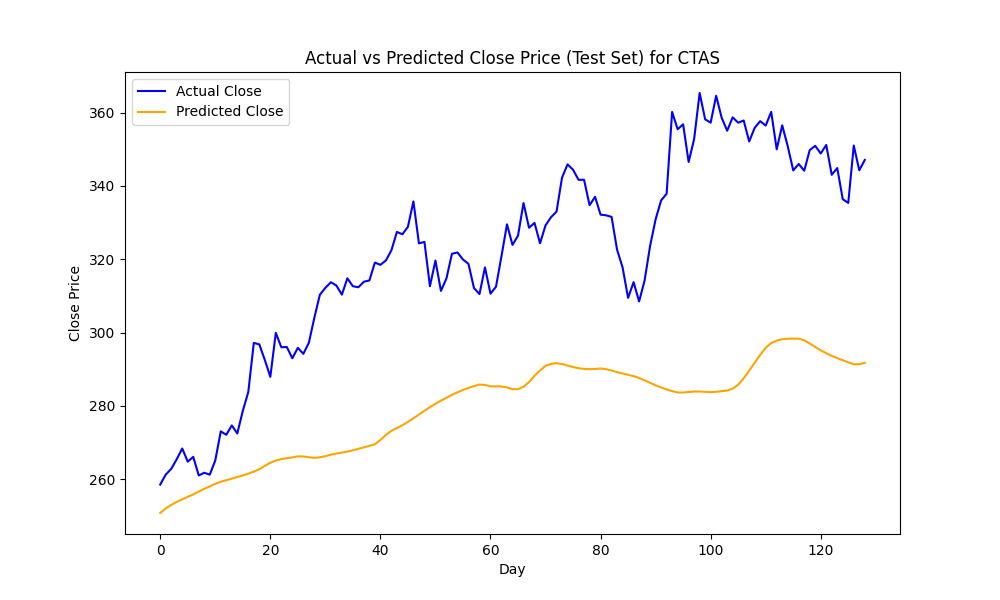 Actual vs Predicted Close Price (Test Set) for CTAS
Actual Close
Predicted Close
360
340
320
300
280
260
Close Price
0 20 40 60 80 100 120
Day